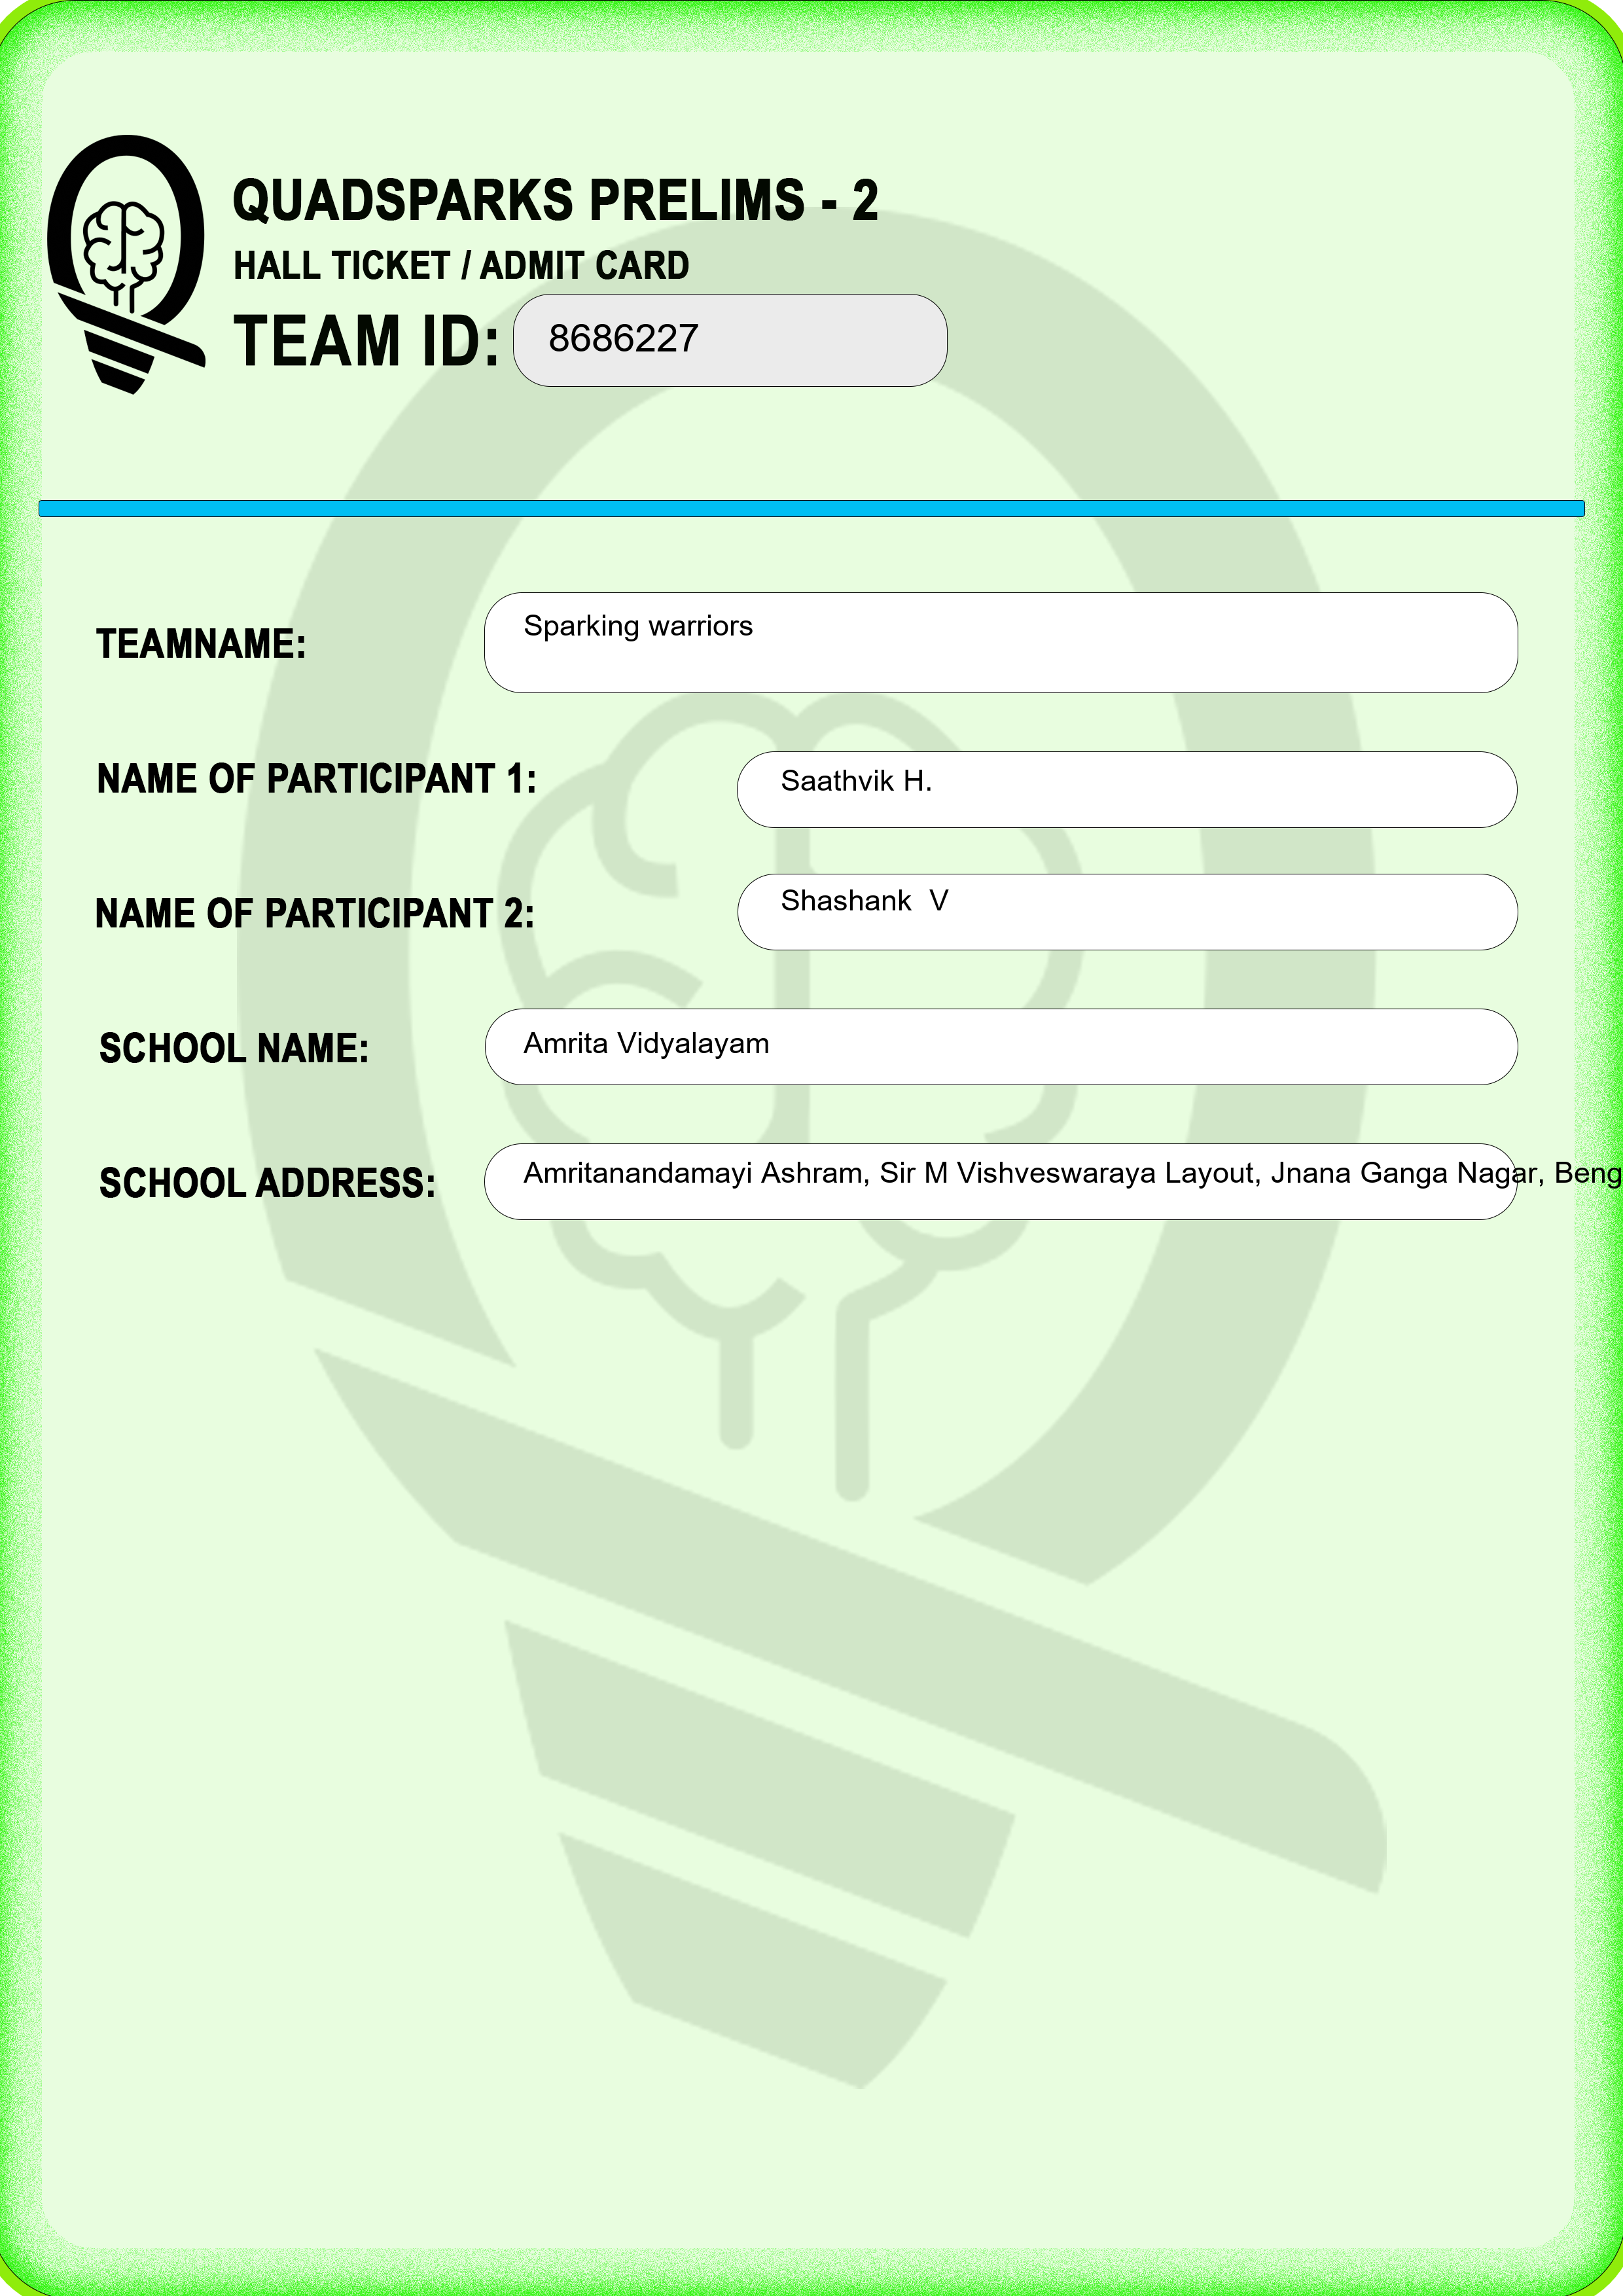 QUADSPARKS PRELIMS - 2
HALL TICKET / ADMIT CARD
TEAM ID: 8686227
TEAMNAME: Sparking warriors
NAME OF PARTICIPANT 1: Saathvik H.
NAME OF PARTICIPANT 2: Shashank  V
SCHOOL NAME: Amrita Vidyalayam
SCHOOL ADDRESS: Amritanandamayi Ashram, Sir M Vishveswaraya Layout, Jnana Ganga Nagar, Beng